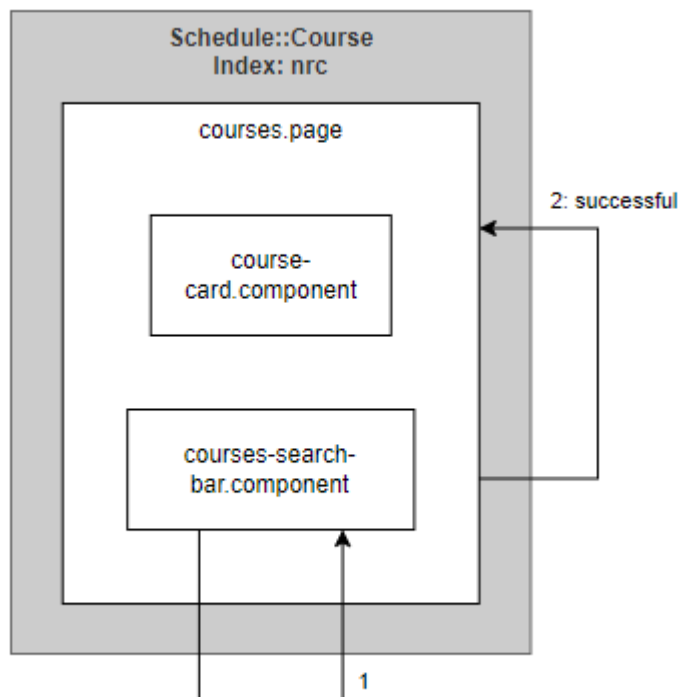 Schedule::Course
Index: nrc
courses.page
2: successful
course-
card.component
courses-search-
bar.component
1